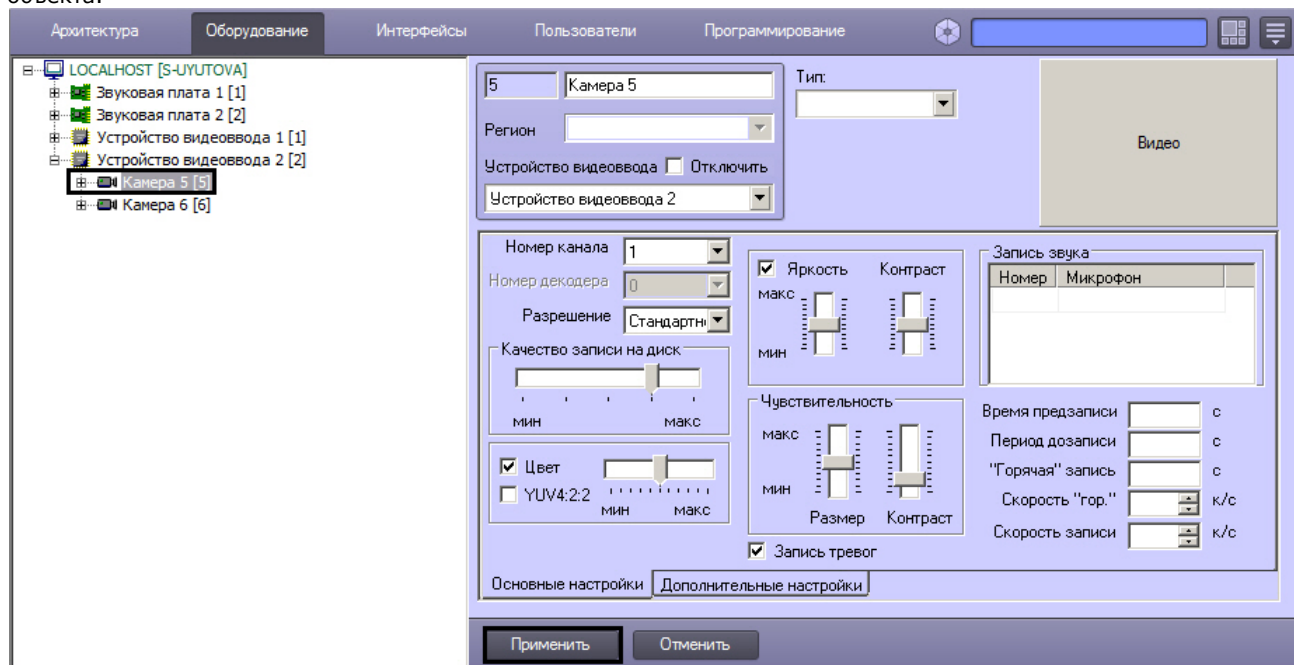 объекта.
Архитектура Оборудование Интерфейсы Пользователи Программирование
LOCALHOST [S-UYUTOVA]
Звуковая плата 1 [1]
Звуковая плата 2 [2]
Устройство видеоввода 1 [1]
Устройство видеоввода 2 [2]
Камера 5 [5]
Камера 6 [6]
5 Камера 5
Тип:
Регион
Устройство видеоввода Отключить
Устройство видеоввода 2
Видео
Номер канала 1
Номер декодера 0
Разрешение Стандартн
Качество записи на диск
мин макс
Цвет
YUV4:2:2
мин макс
Яркость Контраст
макс
мин
Чувствительность
макс
мин
Размер Контраст
Запись тревог
Запись звука
Номер Микрофон
Время предзаписи с
Период дозаписи с
"Горячая" запись с
Скорость "гор." к/с
Скорость записи к/с
Основные настройки Дополнительные настройки
Применить Отменить